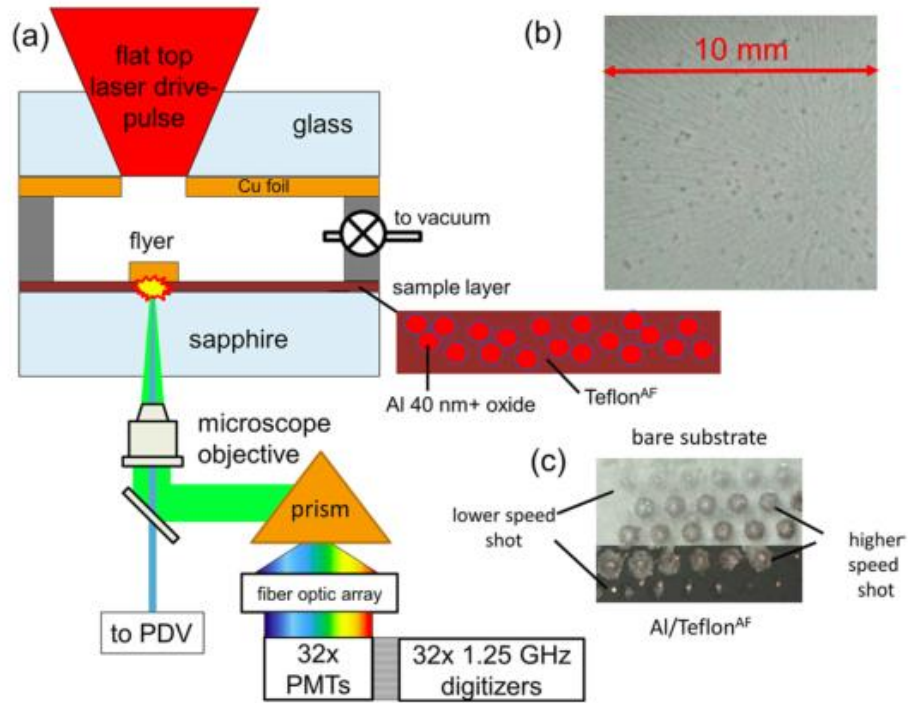 (a)
flat top
laser drive-
pulse
glass
Cu foil
to vacuum
flyer
sample layer
sapphire
Al 40 nm+ oxide
Teflon^AF
microscope
objective
prism
fiber optic array
to PDV
32x
PMTs
32x 1.25 GHz
digitizers
(b)
10 mm
bare substrate
(c)
lower speed
shot
higher
speed
shot
Al/Teflon^AF